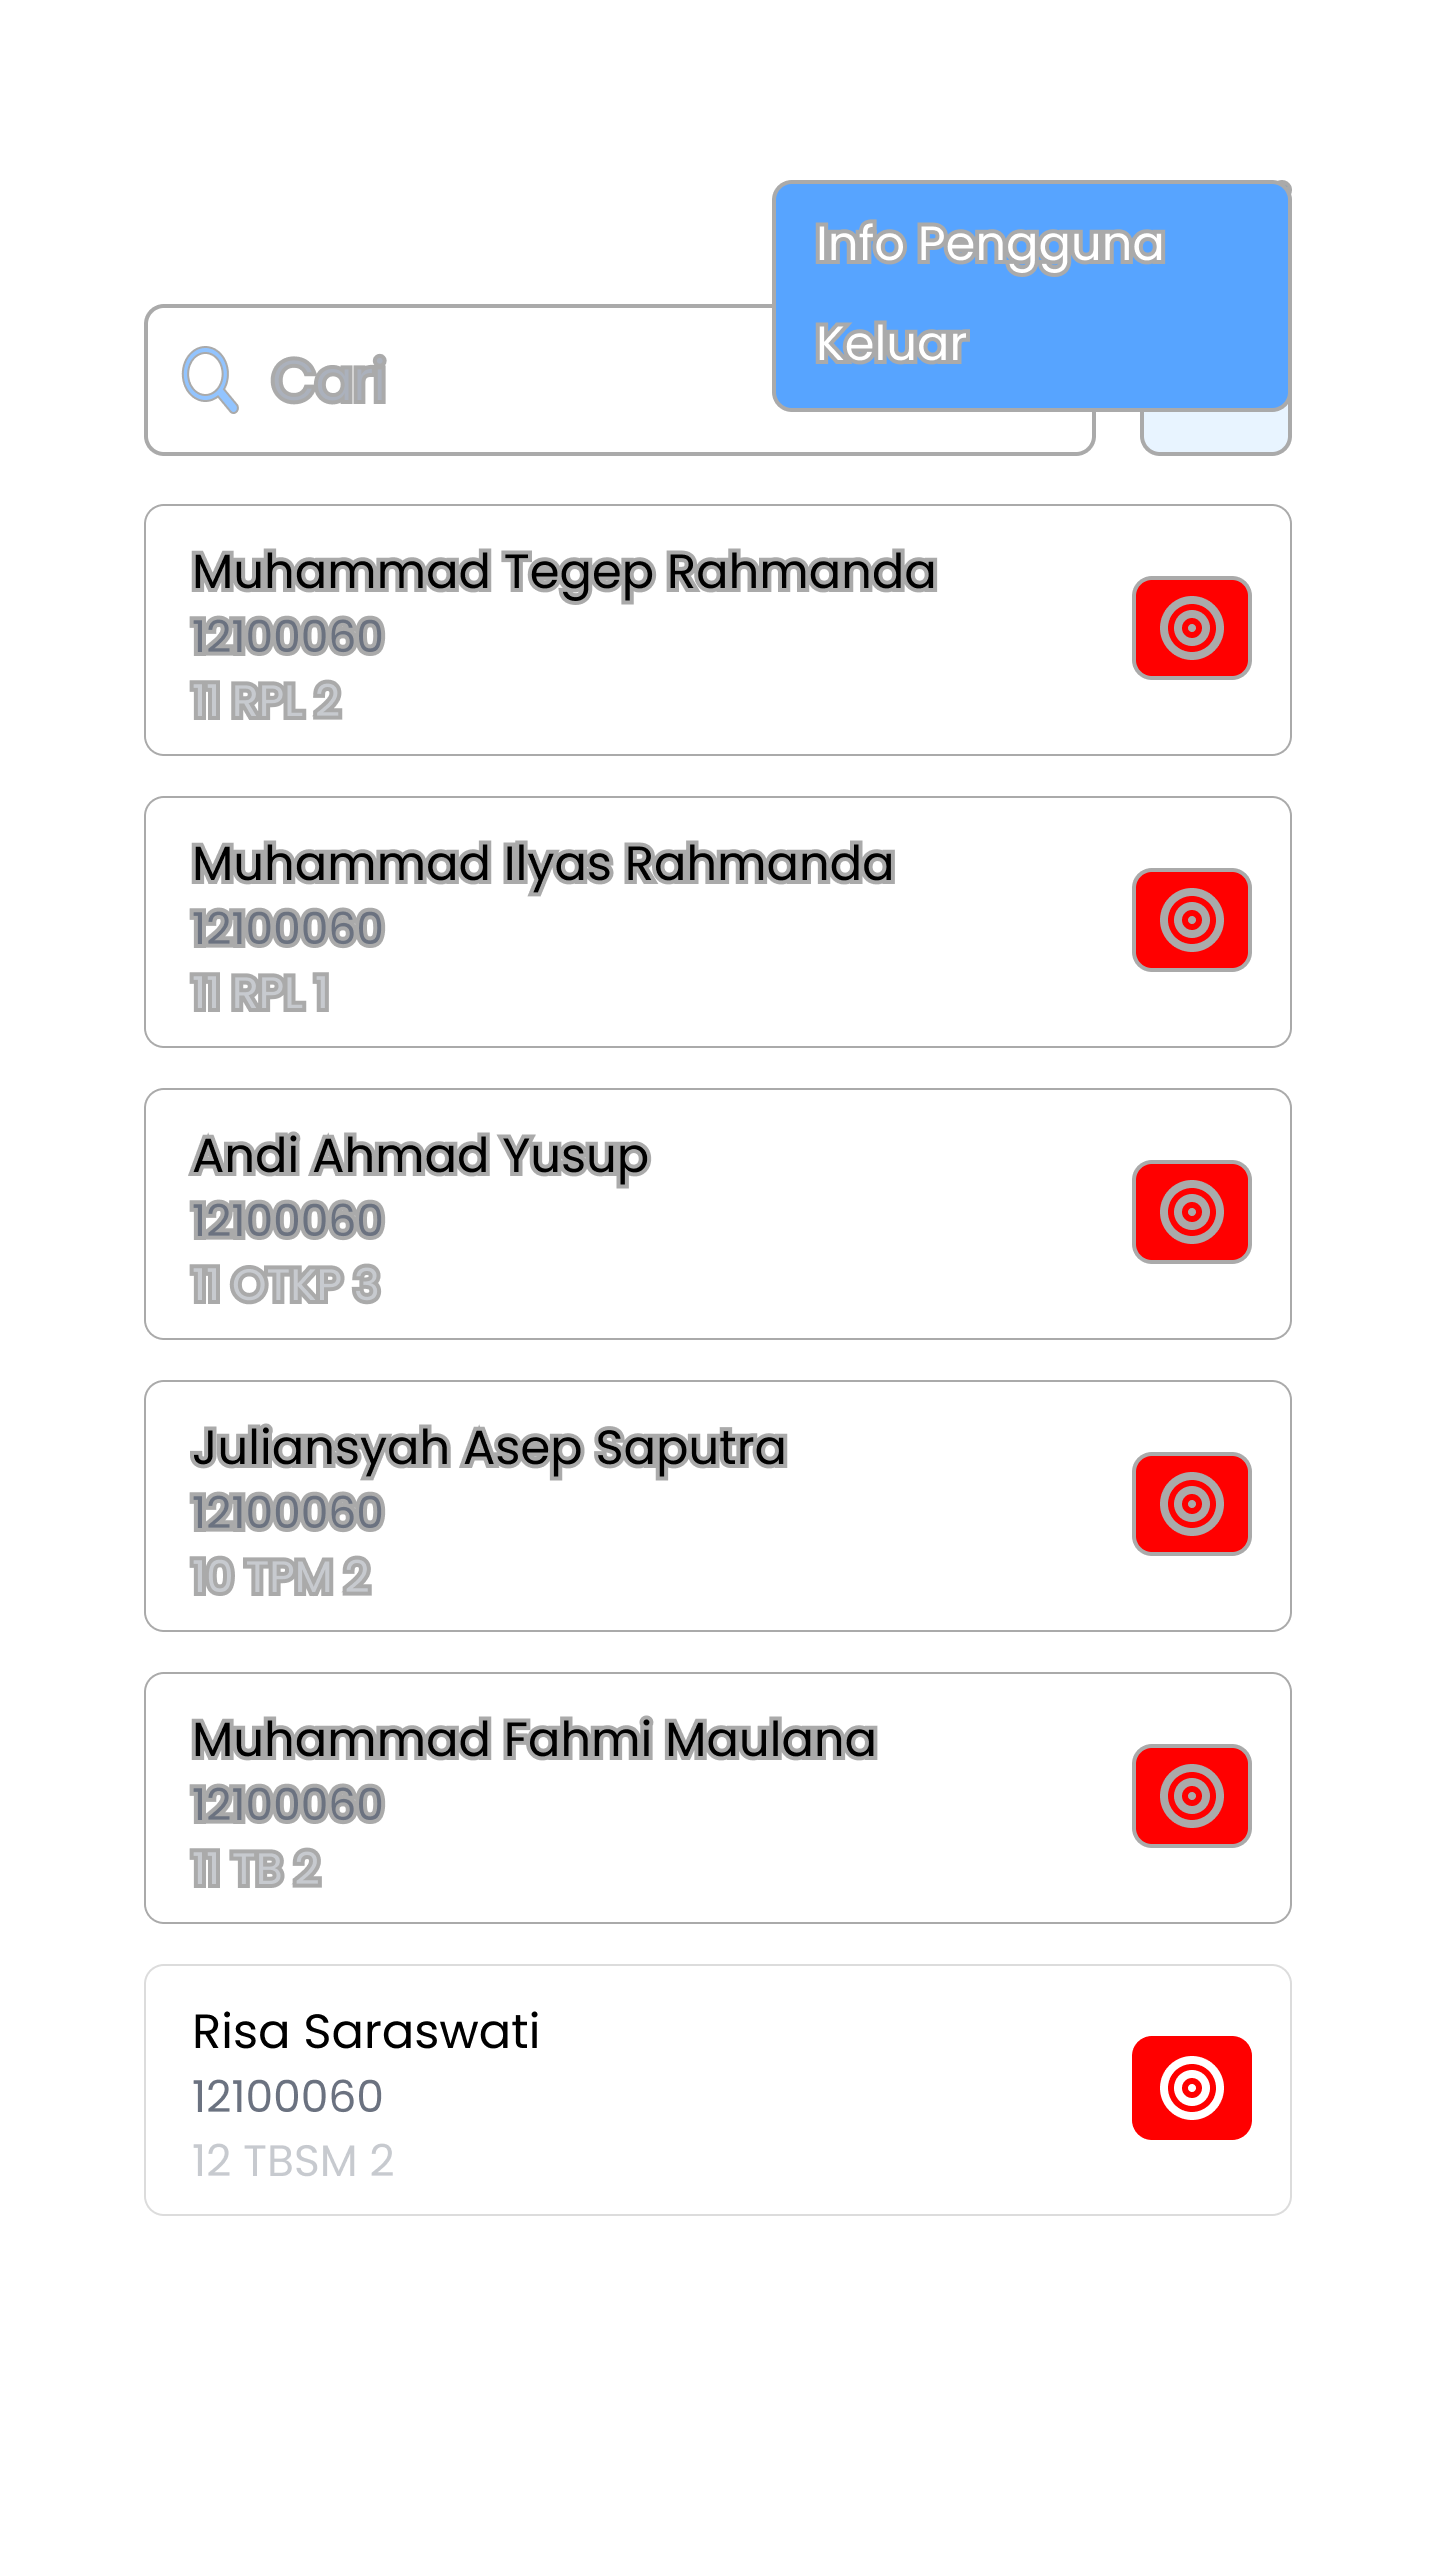 Info Pengguna
Keluar
Cari
Muhammad Tegep Rahmanda
12100060
11 RPL 2
Muhammad Ilyas Rahmanda
12100060
11 RPL 1
Andi Ahmad Yusup
12100060
11 OTKP 3
Juliansyah Asep Saputra
12100060
10 TPM 2
Muhammad Fahmi Maulana
12100060
11 TB 2
Risa Saraswati
12100060
12 TBSM 2